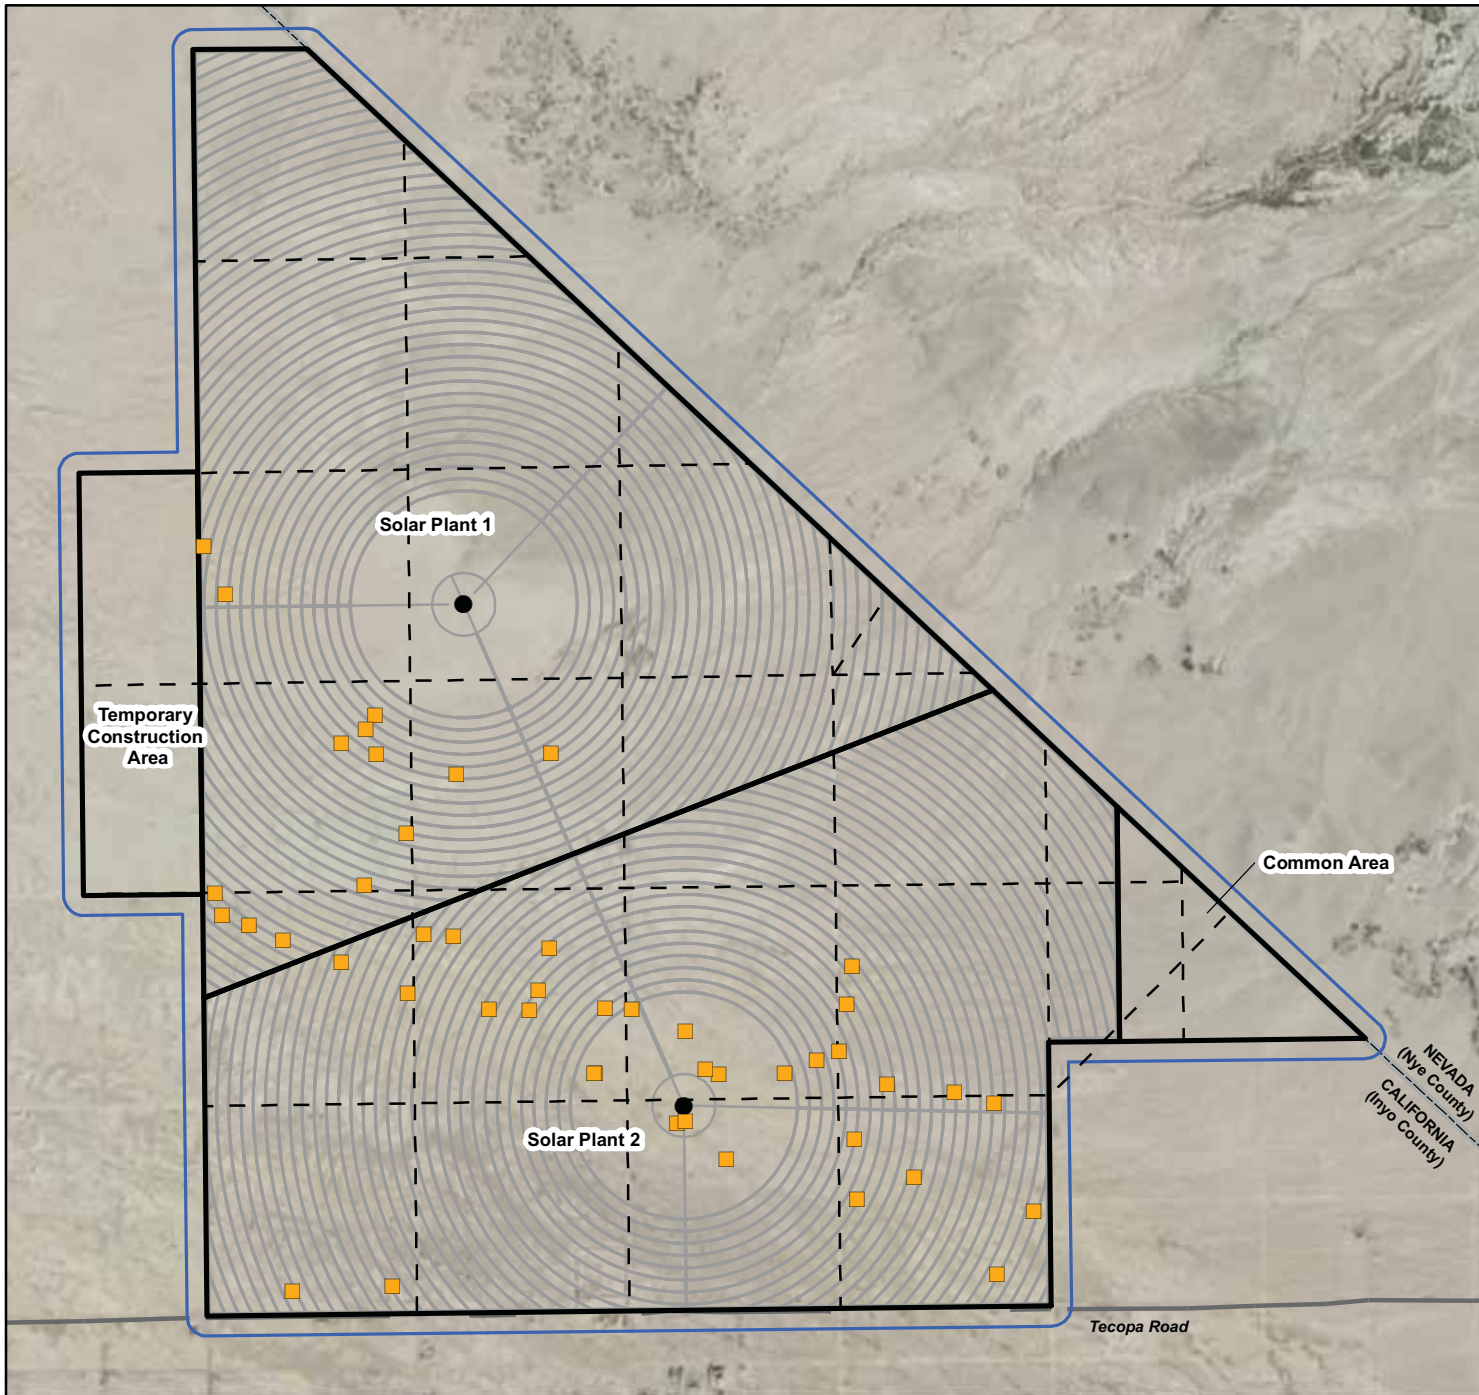 Solar Plant 1
Temporary
Construction
Area
Common Area
NEVADA
(Nye County)
CALIFORNIA
(Inyo County)
Solar Plant 2
Tecopa Road